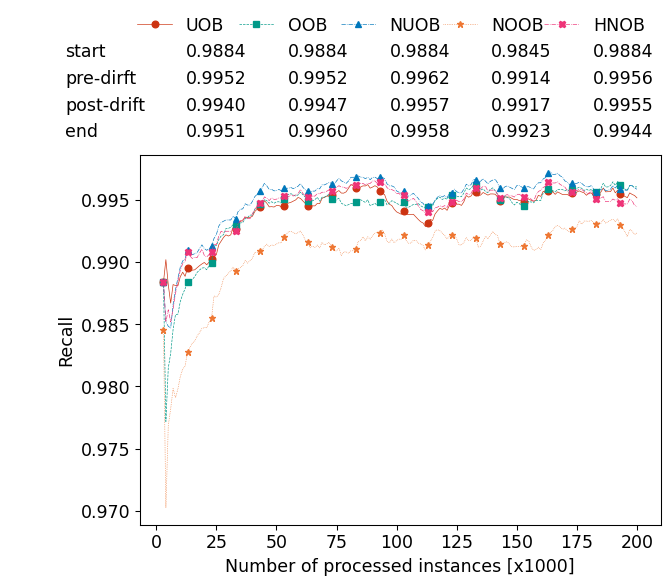 UOB OOB NUOB NOOB HNOB
start 0.9884 0.9884 0.9884 0.9845 0.9884
pre-dirft 0.9952 0.9952 0.9962 0.9914 0.9956
post-drift 0.9940 0.9947 0.9957 0.9917 0.9955
end 0.9951 0.9960 0.9958 0.9923 0.9944
0.995
0.990
0.985
0.980
0.975
0.970
Recall
0 25 50 75 100 125 150 175 200
Number of processed instances [x1000]